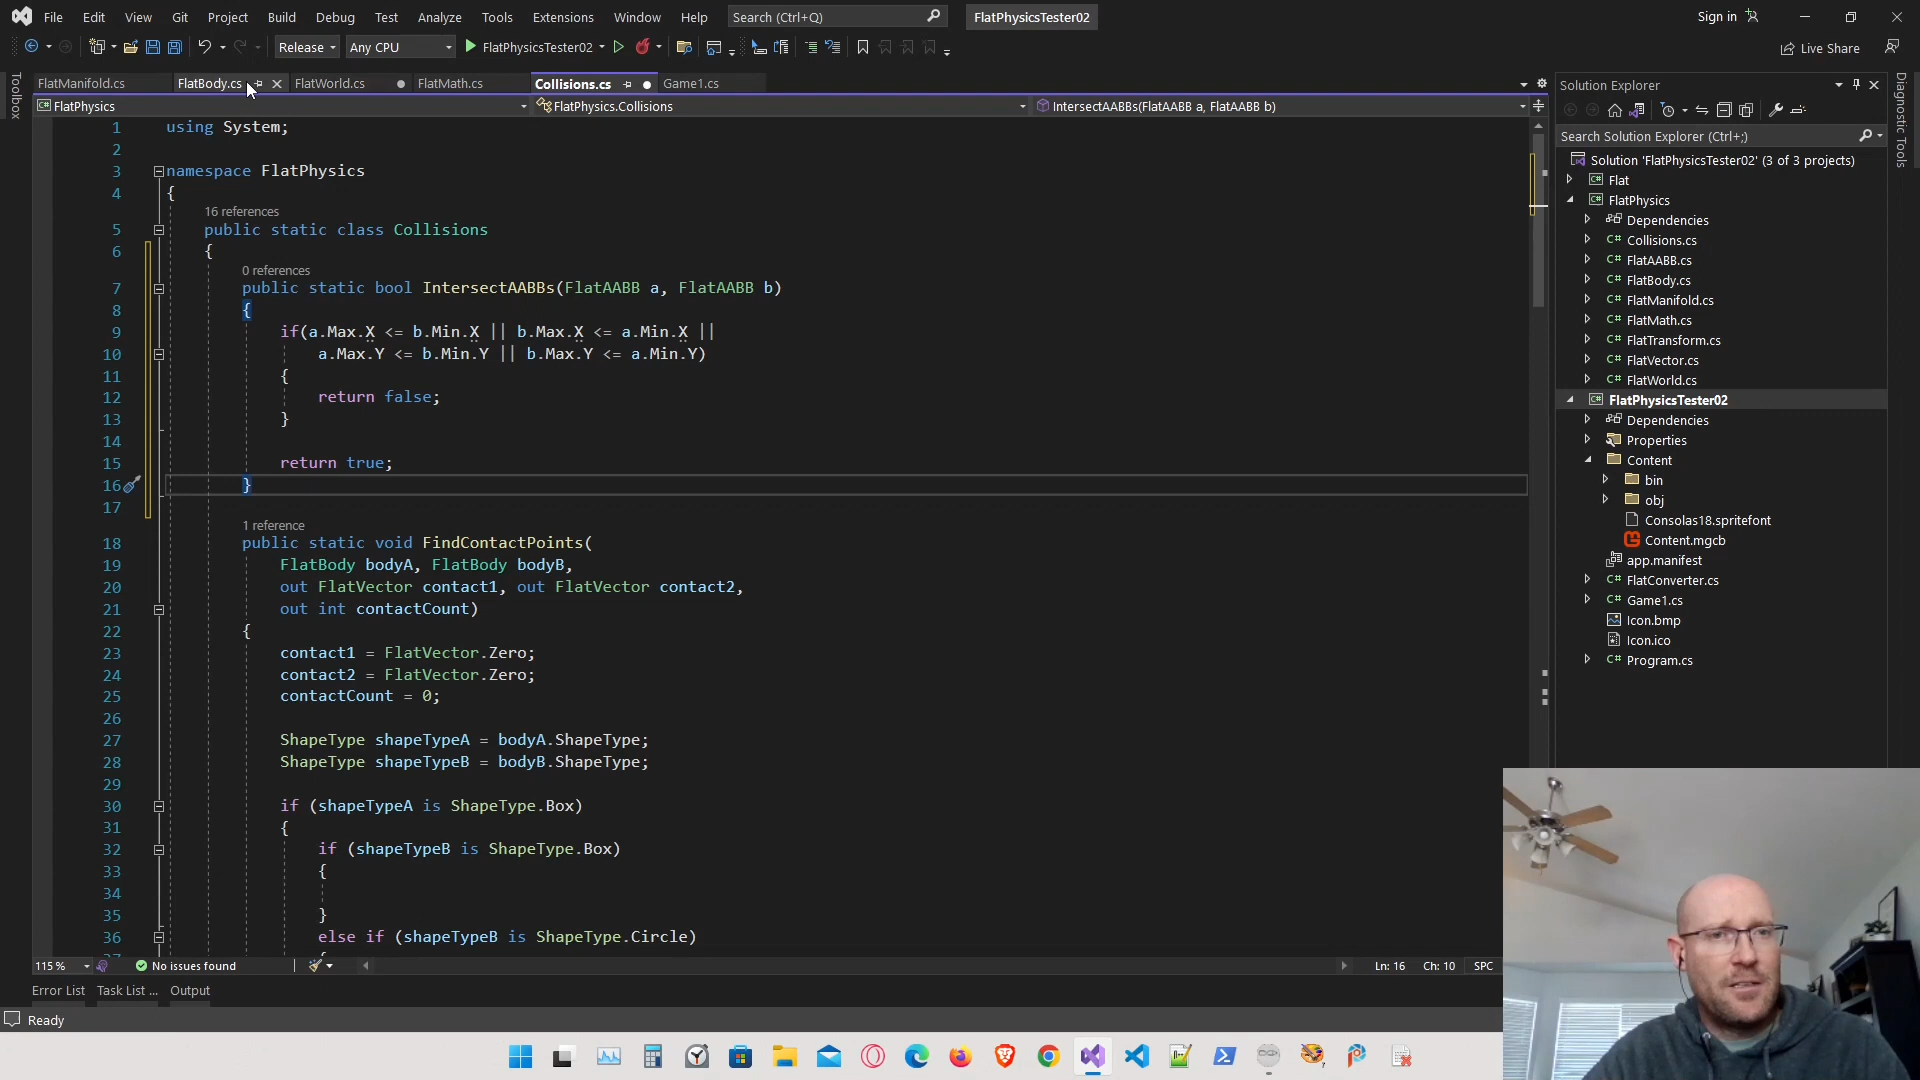 File Edit View Git Project Build Debug Test Analyze Tools Extensions Window Help Search (Ctrl+Q) FlatPhysicsTester02 Sign in
Release Any CPU FlatPhysicsTester02 Live Share
FlatManifold.cs FlatBody.cs FlatWorld.cs FlatMath.cs Collisions.cs Game1.cs
FlatPhysics FlatPhysics.Collisions IntersectAABBs(FlatAABB a, FlatAABB b)
Toolbox
1 using System;
2
3 namespace FlatPhysics
4 {
16 references
5 public static class Collisions
6 {
0 references
7 public static bool IntersectAABBs(FlatAABB a, FlatAABB b)
8 {
9 if(a.Max.X <= b.Min.X || b.Max.X <= a.Min.X ||
10 a.Max.Y <= b.Min.Y || b.Max.Y <= a.Min.Y)
11 {
12 return false;
13 }
14
15 return true;
16 }
17
1 reference
18 public static void FindContactPoints(
19 FlatBody bodyA, FlatBody bodyB,
20 out FlatVector contact1, out FlatVector contact2,
21 out int contactCount)
22 {
23 contact1 = FlatVector.Zero;
24 contact2 = FlatVector.Zero;
25 contactCount = 0;
26
27 ShapeType shapeTypeA = bodyA.ShapeType;
28 ShapeType shapeTypeB = bodyB.ShapeType;
29
30 if (shapeTypeA is ShapeType.Box)
31 {
32 if (shapeTypeB is ShapeType.Box)
33 {
34
35 }
36 else if (shapeTypeB is ShapeType.Circle)
115 % No issues found Ln: 16 Ch: 10 SPC
Error List Task List ... Output
Ready
Solution Explorer
Search Solution Explorer (Ctrl+;)
Solution 'FlatPhysicsTester02' (3 of 3 projects)
Flat
FlatPhysics
Dependencies
Collisions.cs
FlatAABB.cs
FlatBody.cs
FlatManifold.cs
FlatMath.cs
FlatTransform.cs
FlatVector.cs
FlatWorld.cs
FlatPhysicsTester02
Dependencies
Properties
Content
bin
obj
Consolas18.spritefont
Content.mgcb
app.manifest
FlatConverter.cs
Game1.cs
Icon.bmp
Icon.ico
Program.cs
Diagnostic Tools